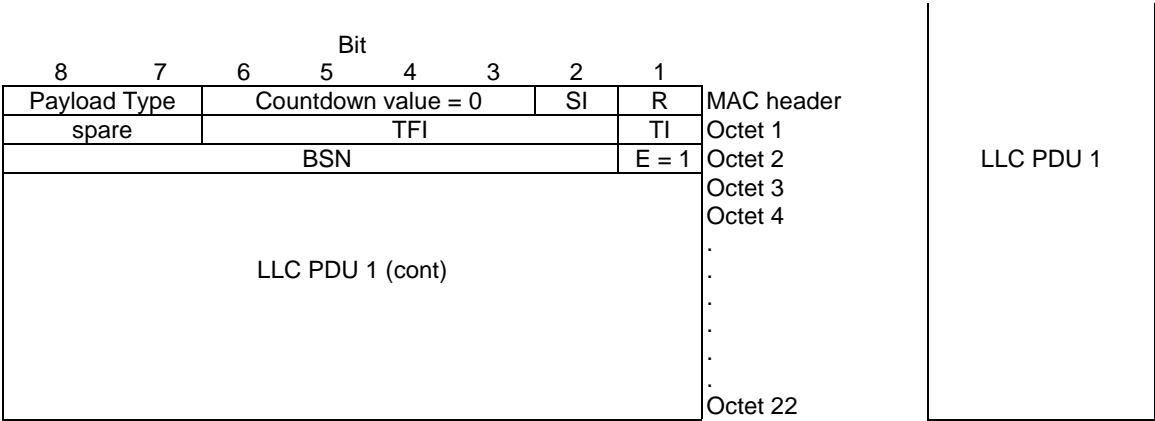 Bit
8 7 6 5 4 3 2 1
Payload Type Countdown value = 0 SI R MAC header
spare TFI TI Octet 1
BSN E = 1 Octet 2 LLC PDU 1
Octet 3
Octet 4
.
LLC PDU 1 (cont) .
.
.
.
.
Octet 22